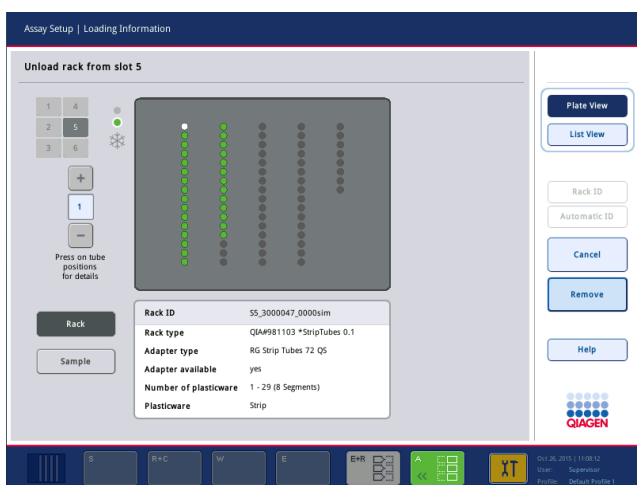 Assay Setup | Loading Information
Unload rack from slot 5
1 4
2 5
3 6
+
1
−
Press on tube
positions
for details
Rack
Sample
Rack ID S5_3000047_0000sim
Rack type QIA#981103 *StripTubes 0.1
Adapter type RG Strip Tubes 72 QS
Adapter available yes
Number of plasticware 1 - 29 (8 Segments)
Plasticware Strip
Plate View
List View
Rack ID
Automatic ID
Cancel
Remove
Help
QIAGEN
S R+C W E E+R A
Oct 26, 2015 | 11:08:12
User: Supervisor
Profile: Default Profile 1